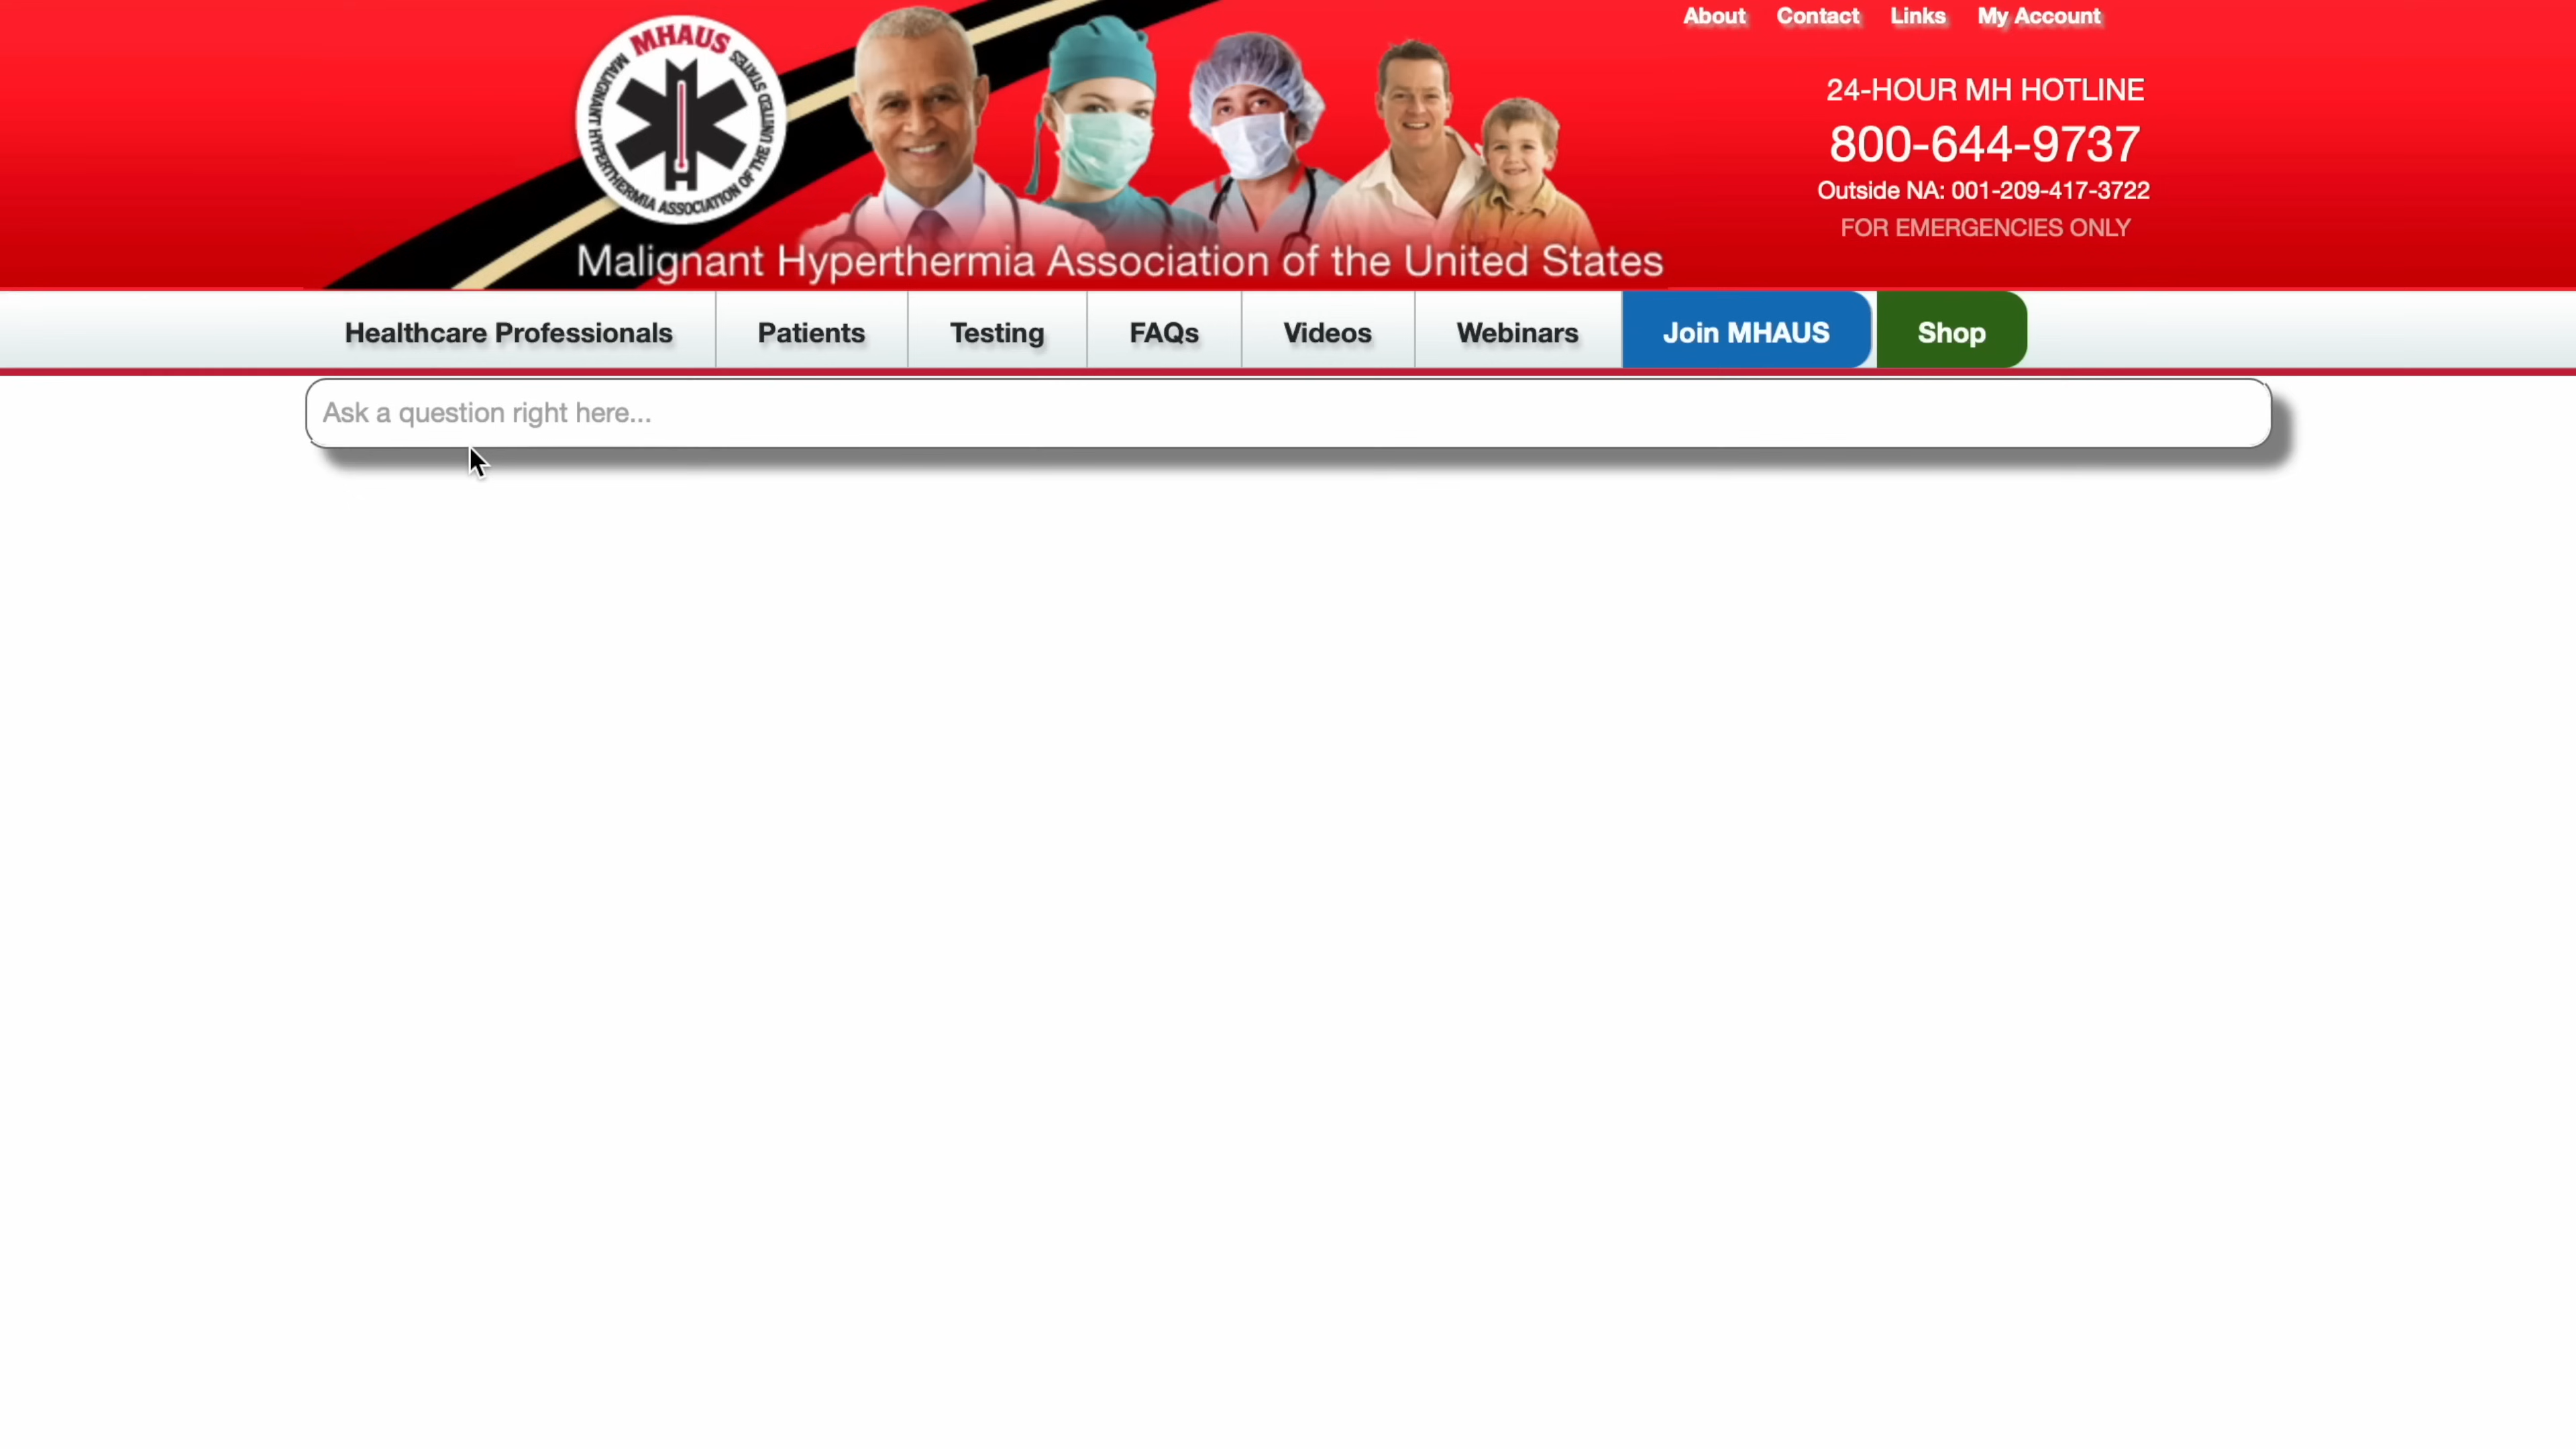 About Contact Links My Account
MHAUS
MALIGNANT HYPERTHERMIA ASSOCIATION OF THE UNITED STATES
M
H
24-HOUR MH HOTLINE
800-644-9737
Outside NA: 001-209-417-3722
FOR EMERGENCIES ONLY
Malignant Hyperthermia Association of the United States
Healthcare Professionals Patients Testing FAQs Videos Webinars Join MHAUS Shop
Ask a question right here...